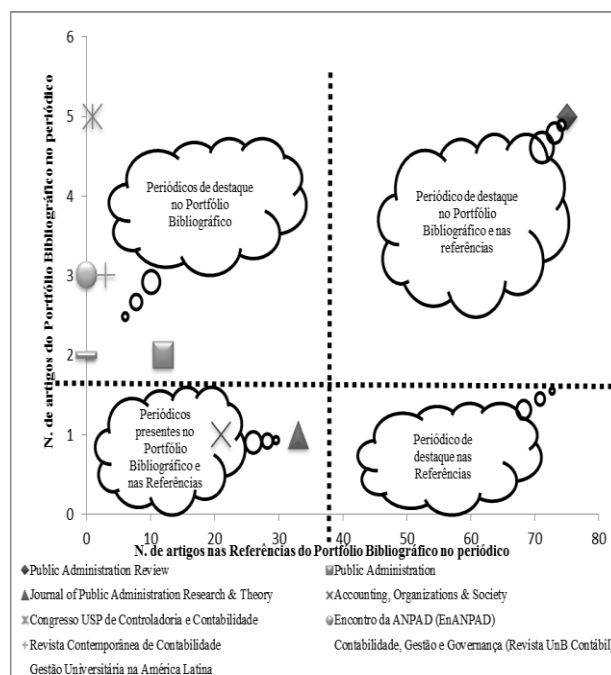 N. de artigos do Portfólio Bibliográfico no periódico
6
5
4
3
2
1
0
Periódicos de destaque
no Portfólio
Bibliográfico
Periódico de destaque
no Portfólio
Bibliográfico e nas
referências
Periódicos
presentes no
Portfólio
Bibliográfico e
nas Referências
Periódico de
destaque nas
Referências
0 10 20 30 40 50 60 70 80
N. de artigos nas Referências do Portfólio Bibliográfico no periódico
Public Administration Review
Public Administration
Journal of Public Administration Research & Theory
Accounting, Organizations & Society
Congresso USP de Controladoria e Contabilidade
Encontro da ANPAD (EnANPAD)
Revista Contemporânea de Contabilidade
Contabilidade, Gestão e Governança (Revista UnB Contábil)
Gestão Universitária na América Latina